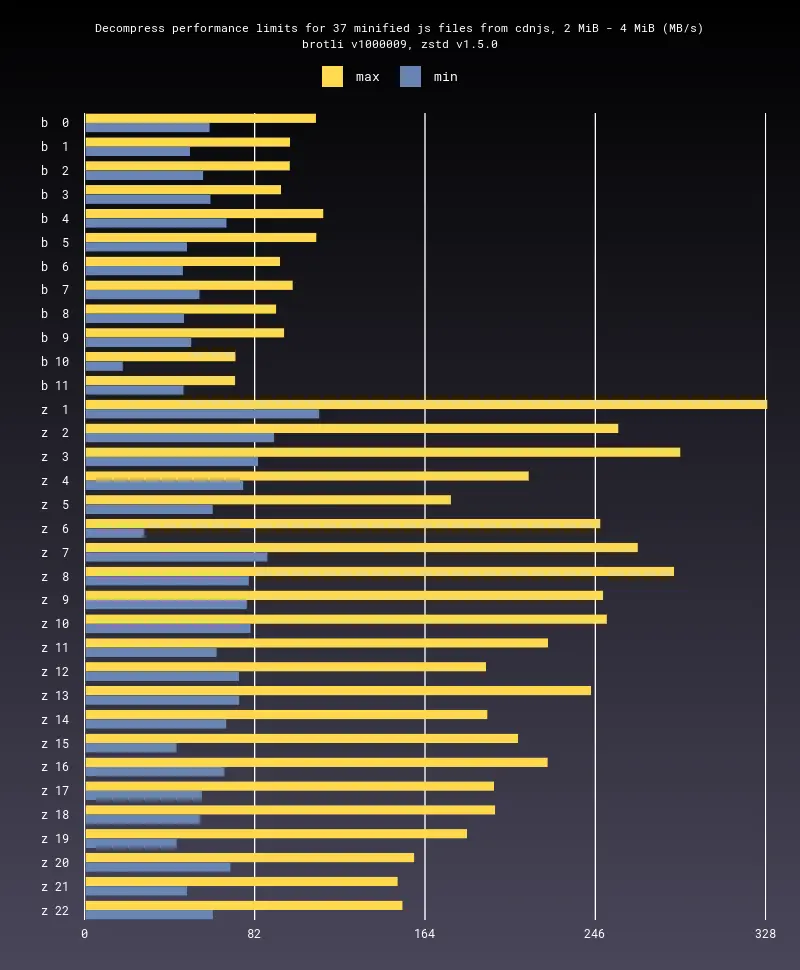 Decompress performance limits for 37 minified js files from cdnjs, 2 MiB - 4 MiB (MB/s)
brotli v1000009, zstd v1.5.0
max min
b 0
b 1
b 2
b 3
b 4
b 5
b 6
b 7
b 8
b 9
b 10
b 11
z 1
z 2
z 3
z 4
z 5
z 6
z 7
z 8
z 9
z 10
z 11
z 12
z 13
z 14
z 15
z 16
z 17
z 18
z 19
z 20
z 21
z 22
0 82 164 246 328